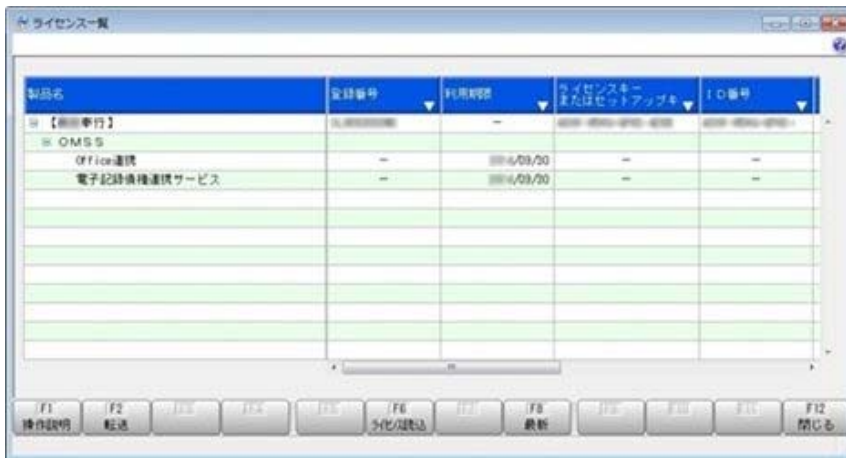 ライセンス一覧
製品名 登録番号 利用期限 ライセンスキー またはセットアップキー ID番号
奉行】 －
OMSS
Office連携 － /03/30 － －
電子記録債権連携サービス － /03/30 － －
F1 F2 F6 F8 F12
操作説明 転送 ライセンス読込 最新 閉じる